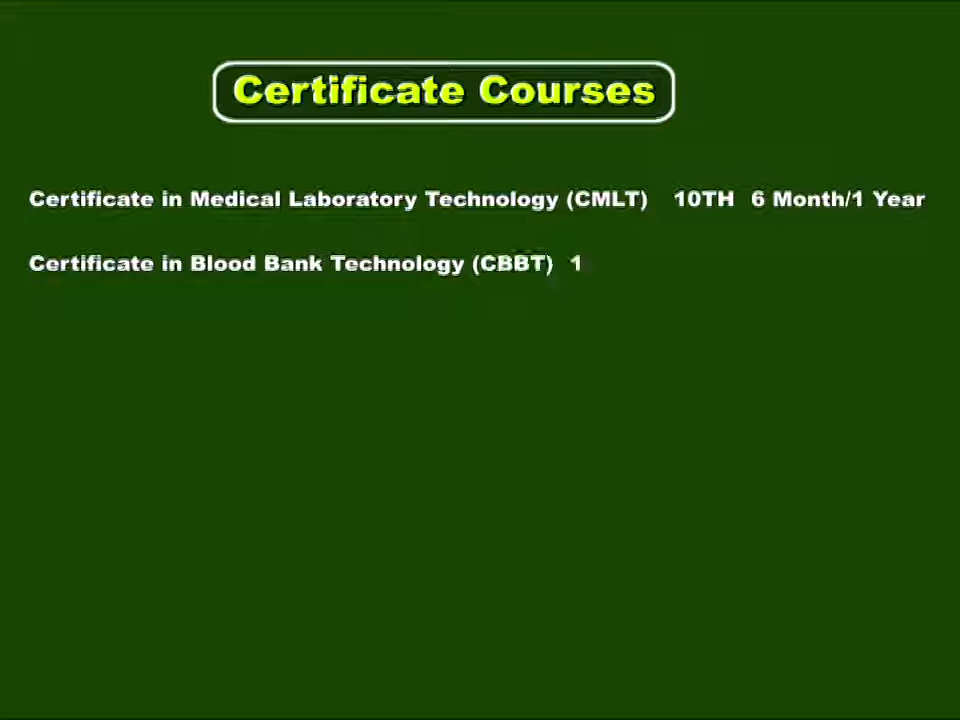 Certificate Courses
Certificate in Medical Laboratory Technology (CMLT) 10TH 6 Month/1 Year
Certificate in Blood Bank Technology (CBBT) 1